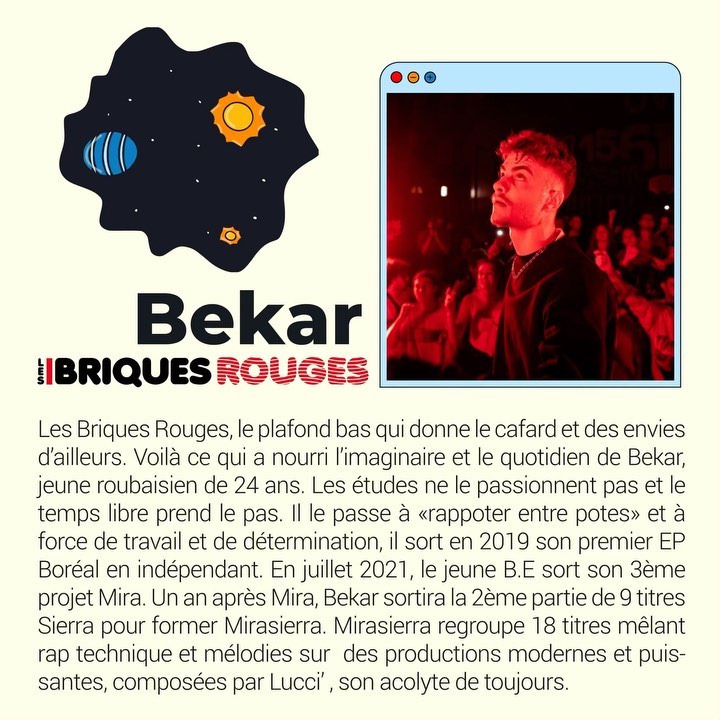 Bekar
LES BRIQUES ROUGES
Les Briques Rouges, le plafond bas qui donne le cafard et des envies
d'ailleurs. Voilà ce qui a nourri l'imaginaire et le quotidien de Bekar,
jeune roubaisien de 24 ans. Les études ne le passionnent pas et le
temps libre prend le pas. Il le passe à «rappoter entre potes» et à
force de travail et de détermination, il sort en 2019 son premier EP
Boréal en indépendant. En juillet 2021, le jeune B.E sort son 3ème
projet Mira. Un an après Mira, Bekar sortira la 2ème partie de 9 titres
Sierra pour former Mirasierra. Mirasierra regroupe 18 titres mêlant
rap technique et mélodies sur  des productions modernes et puis-
santes, composées par Lucci' , son acolyte de toujours.